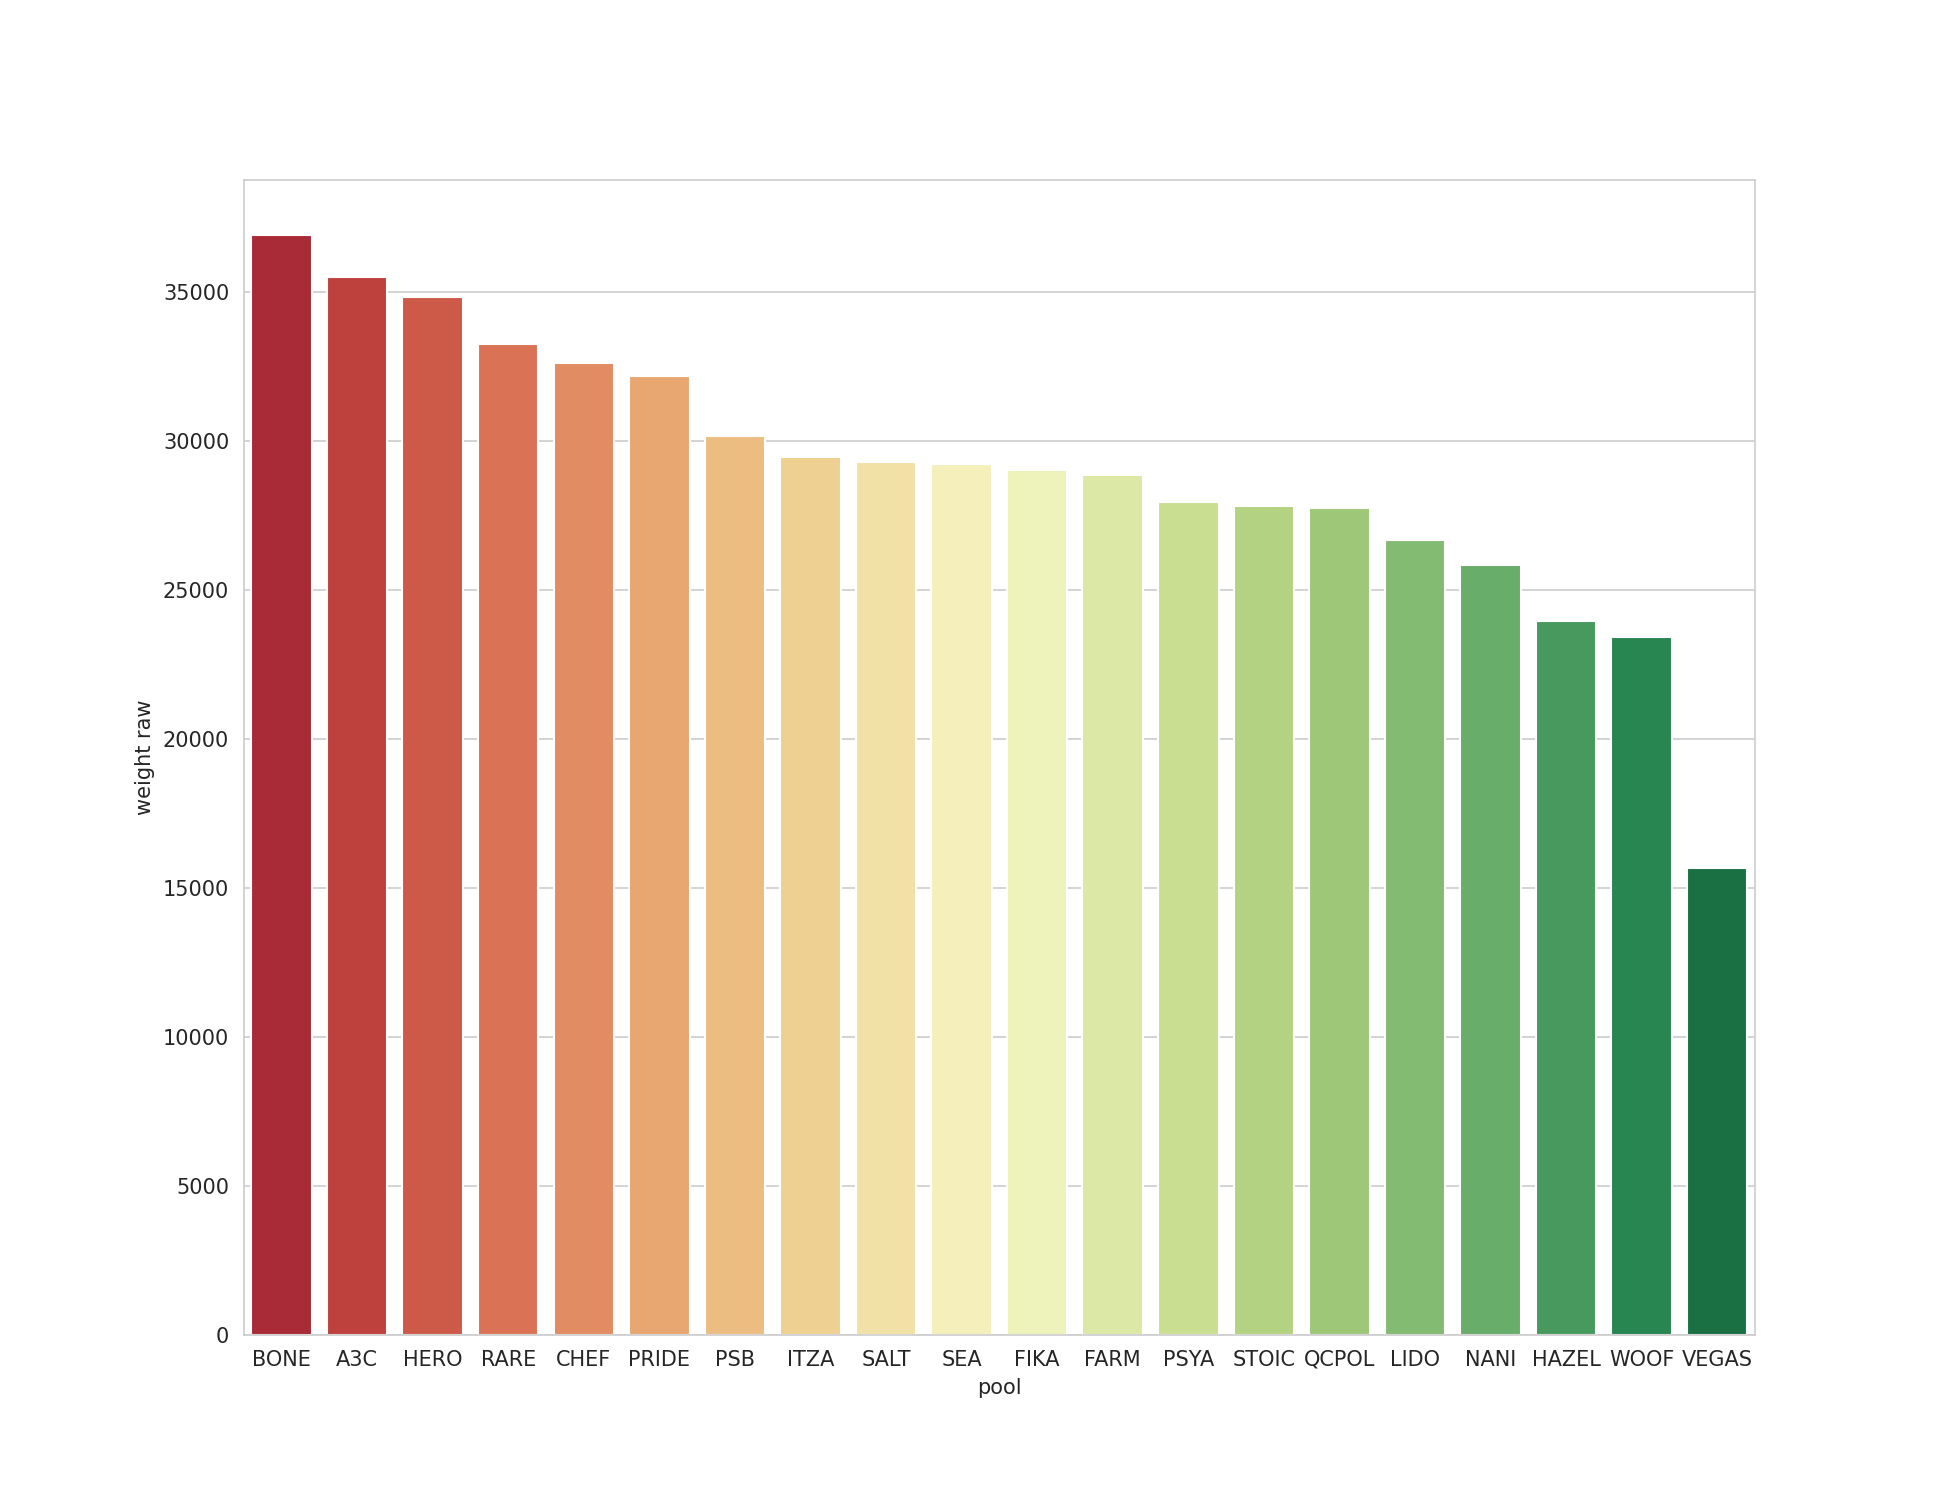 35000
30000
25000
20000
15000
10000
5000
0
weight raw
BONE A3C HERO RARE CHEF PRIDE PSB ITZA SALT SEA FIKA FARM PSYA STOIC QCPOL LIDO NANI HAZEL WOOF VEGAS
pool